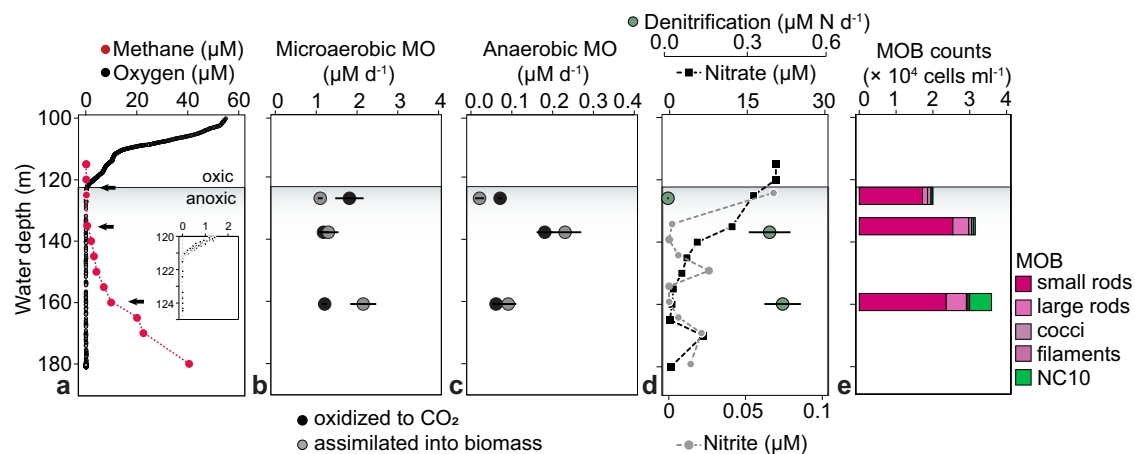 Denitrification (µM N d⁻¹)
0.0 0.2 0.4 0.6
Methane (µM)
Oxygen (µM)
0 20 40 60
Microaerobic MO
(µM d⁻¹)
0 1 2 3 4
Anaerobic MO
(µM d⁻¹)
0.0 0.1 0.2 0.3 0.4
Nitrate (µM)
0 15 30
MOB counts
(× 10⁴ cells ml⁻¹)
0 1 2 3 4
Water depth (m)
100
120
140
160
180
oxic
anoxic
0 1 2
120
121
122
124
a
b
c
d
e
oxidized to CO₂
assimilated into biomass
0 0.05 0.1
Nitrite (µM)
MOB
small rods
large rods
cocci
filaments
NC10